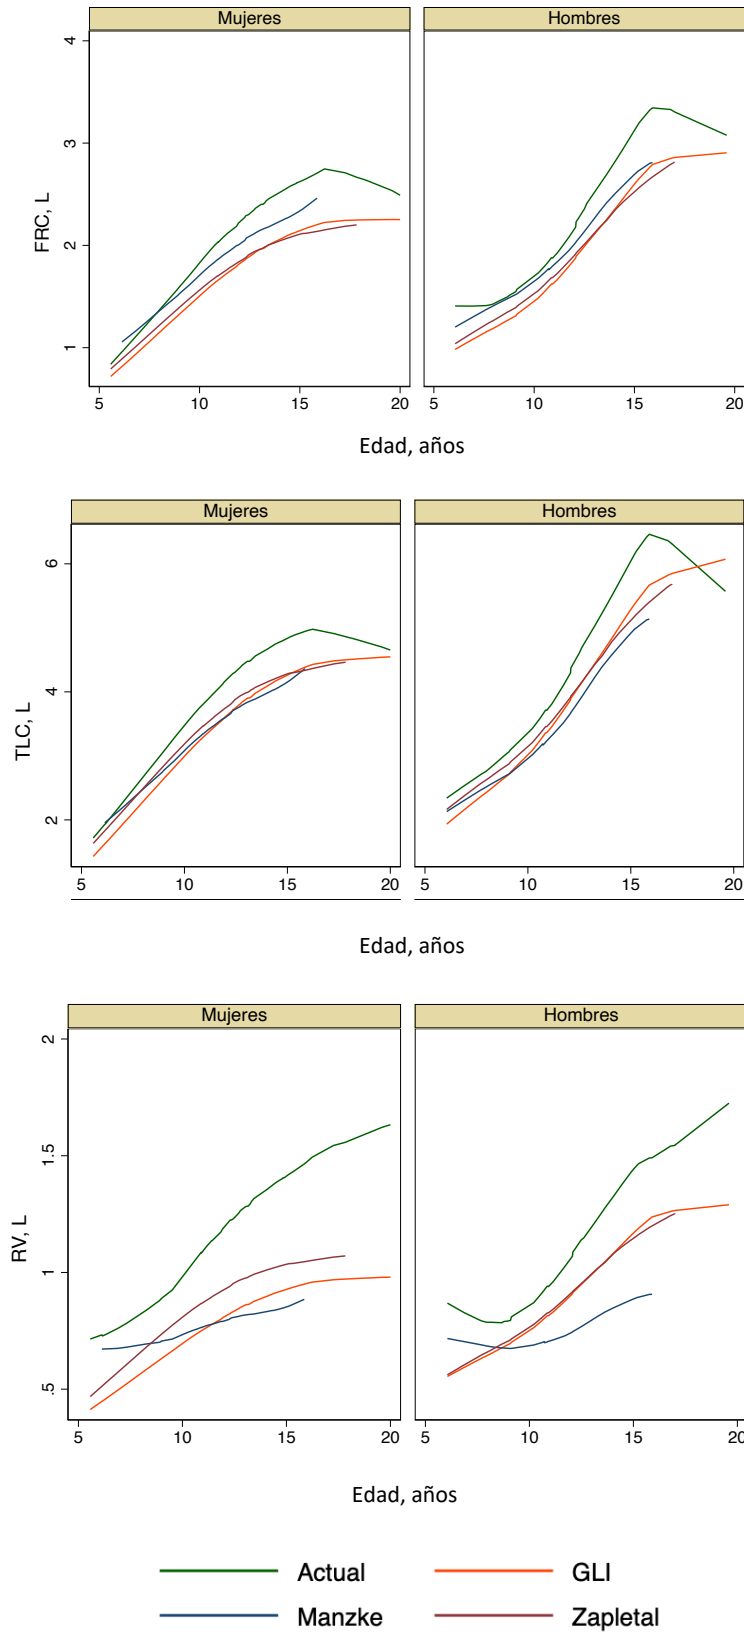 Mujeres Hombres
4
3
2
1
FRC, L
5 10 15 20 5 10 15 20
Edad, años
Mujeres Hombres
6
4
2
TLC, L
5 10 15 20 5 10 15 20
Edad, años
Mujeres Hombres
2
1.5
1
.5
RV, L
5 10 15 20 5 10 15 20
Edad, años
Actual GLI
Manzke Zapletal